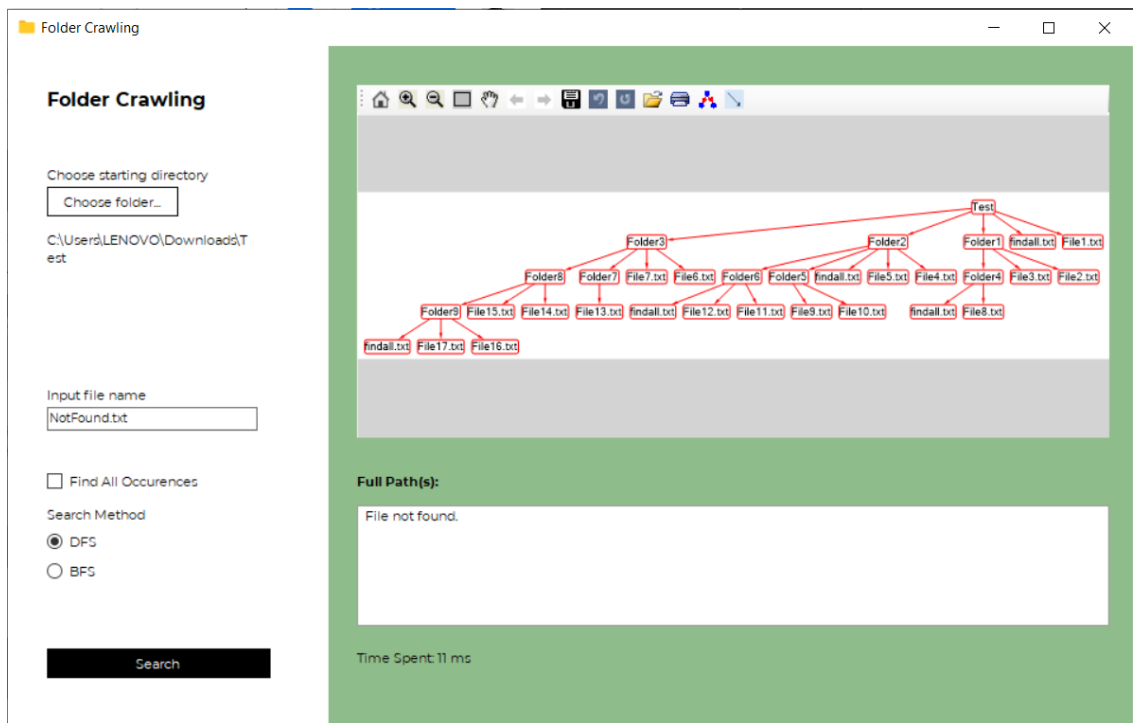 Folder Crawling
Folder Crawling
Choose starting directory
Choose folder...
C:\Users\LENOVO\Downloads\T
est
Input file name
NotFound.txt
Find All Occurences
Search Method
DFS
BFS
Search
Test
Folder3 Folder2 Folder1 findall.txt File1.txt
Folder8 Folder7 File7.txt File6.txt Folder6 Folder5 findall.txt File5.txt File4.txt Folder4 File3.txt File2.txt
Folder9 File15.txt File14.txt File13.txt findall.txt File12.txt File11.txt File9.txt File10.txt findall.txt File8.txt
findall.txt File17.txt File16.txt
Full Path(s):
File not found.
Time Spent: 11 ms